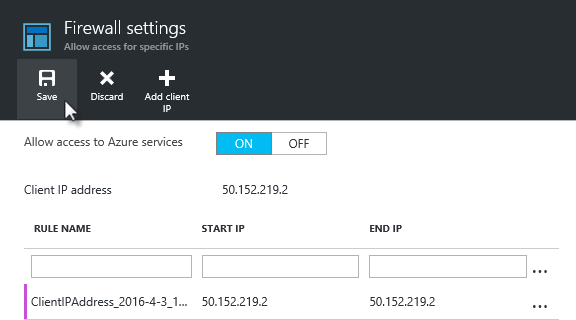 Firewall settings
Allow access for specific IPs
Save Discard Add client
IP
Allow access to Azure services ON OFF
Client IP address 50.152.219.2
RULE NAME START IP END IP
...
ClientIPAddress_2016-4-3_1... 50.152.219.2 50.152.219.2 ...